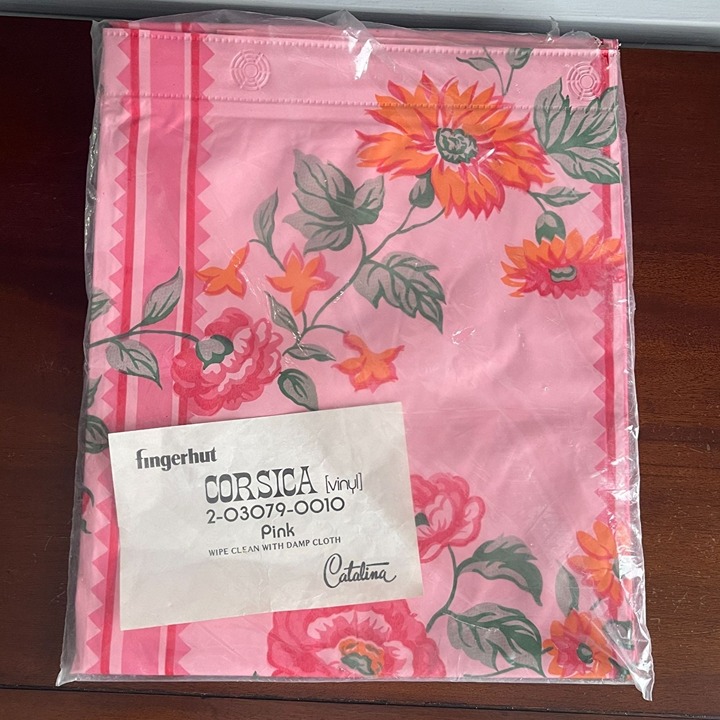 fingerhut
CORSICA [vinyl]
2-03079-0010
Pink
WIPE CLEAN WITH DAMP CLOTH
Catalina